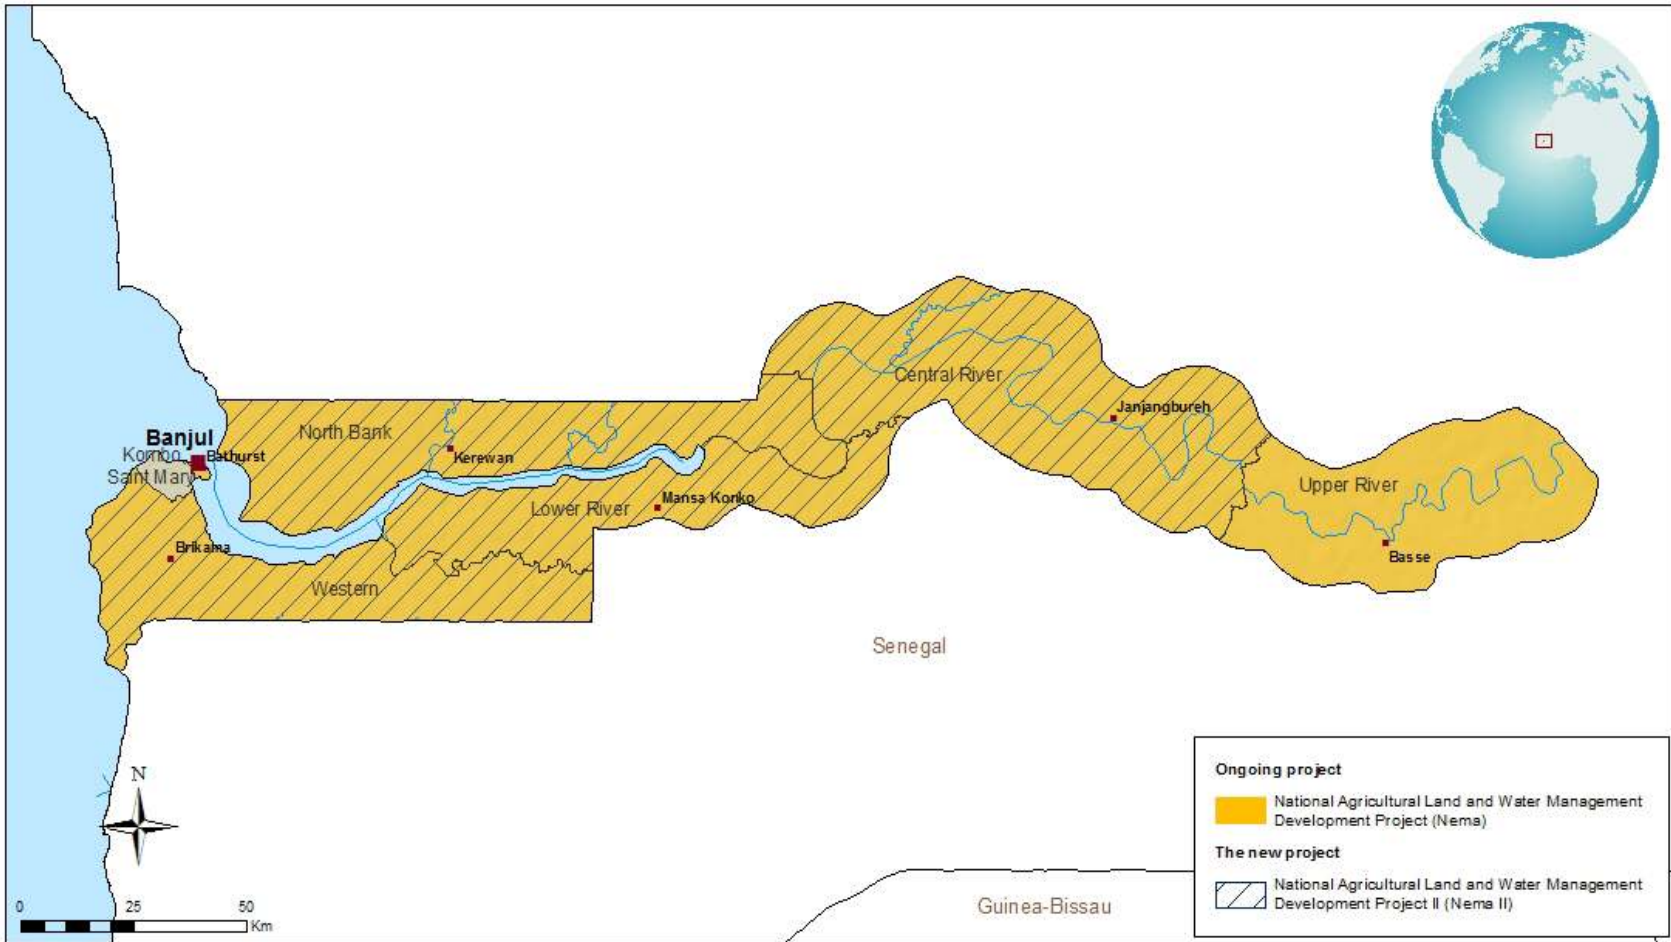 Central River
Janjangbureh
North Bank
Banjul
Kombo
Saint Mary
Bathurst
Kerewan
Upper River
Mansa Konko
Lower River
Basse
Brikama
Western
Senegal
Guinea-Bissau
N
0 25 50
Km
Ongoing project
National Agricultural Land and Water Management
Development Project (Nema)
The new project
National Agricultural Land and Water Management
Development Project II (Nema II)